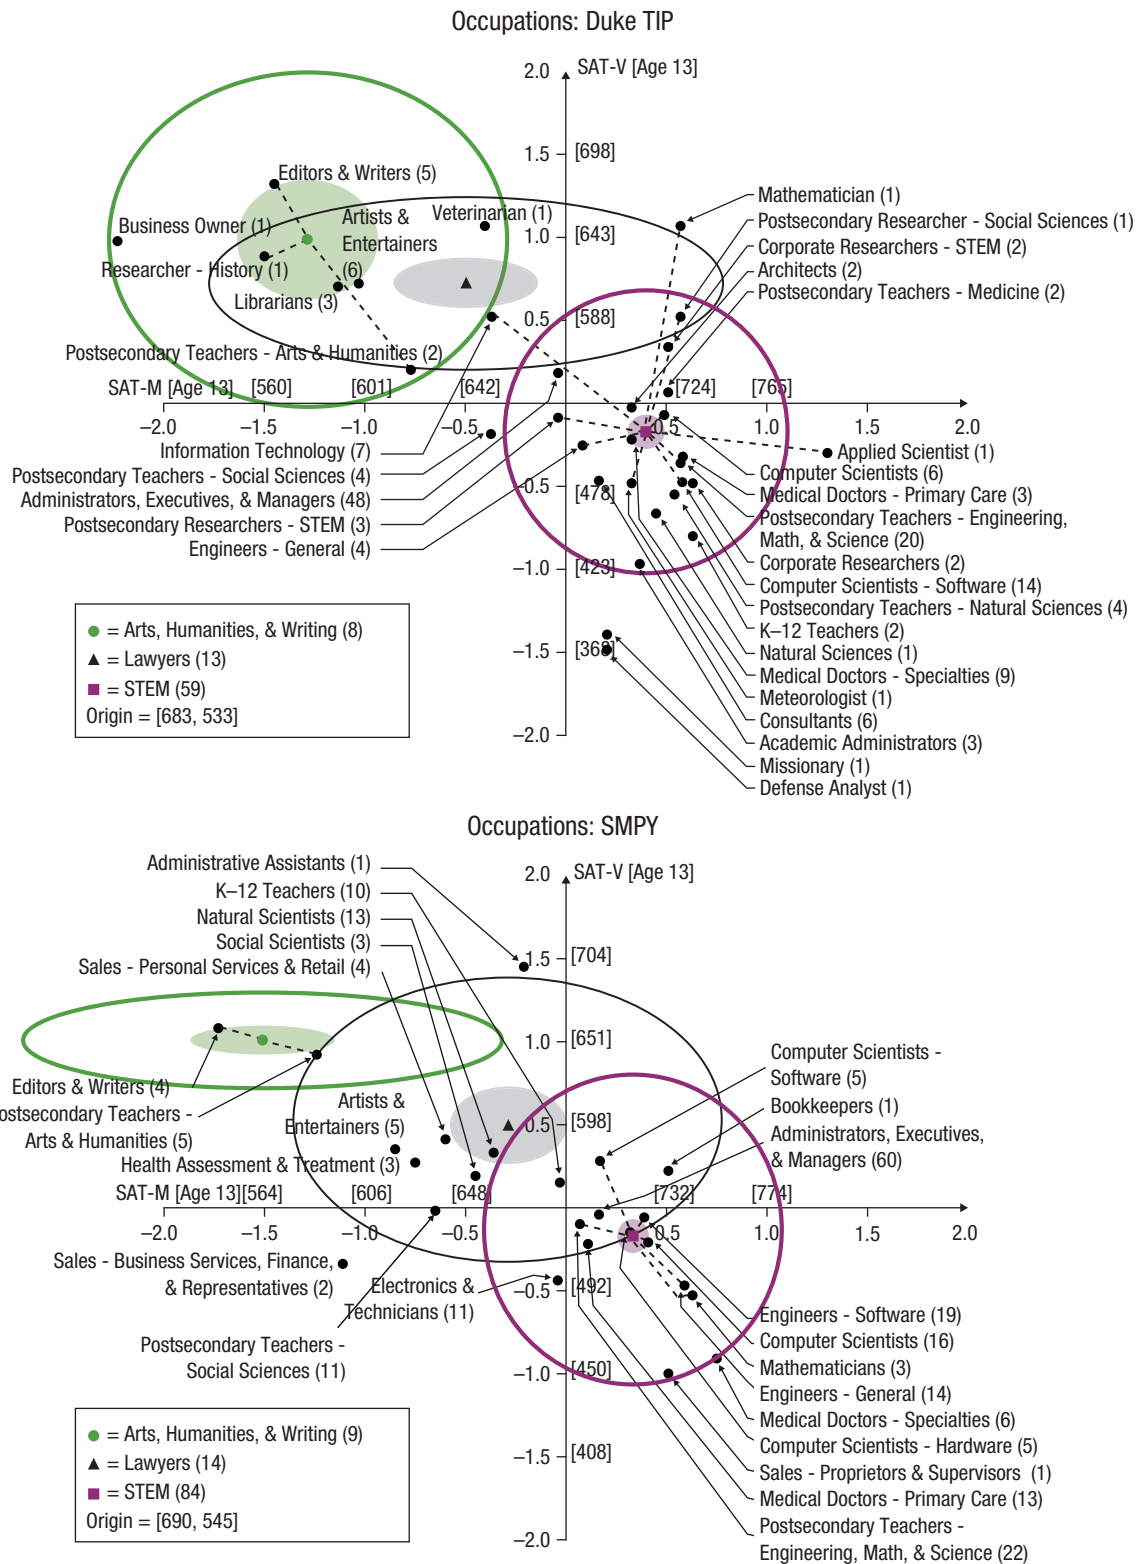 Occupations: Duke TIP
2.0
SAT-V [Age 13]
1.5
[698]
Editors & Writers (5)
Mathematician (1)
Business Owner (1)
Artists &
Entertainers
(6)
Veterinarian (1)
Postsecondary Researcher - Social Sciences (1)
1.0
[643]
Corporate Researchers - STEM (2)
Researcher - History (1)
Architects (2)
Librarians (3)
Postsecondary Teachers - Medicine (2)
0.5
[588]
Postsecondary Teachers - Arts & Humanities (2)
SAT-M [Age 13]
[560]
[601]
[642]
[724]
[765]
–2.0
–1.5
–1.0
–0.5
0.5
1.0
1.5
2.0
Information Technology (7)
Postsecondary Teachers - Social Sciences (4)
Administrators, Executives, & Managers (48)
Postsecondary Researchers - STEM (3)
Engineers - General (4)
–0.5
[478]
–1.0
[423]
–1.5
[368]
–2.0
Applied Scientist (1)
Computer Scientists (6)
Medical Doctors - Primary Care (3)
Postsecondary Teachers - Engineering,
Math, & Science (20)
Corporate Researchers (2)
Computer Scientists - Software (14)
Postsecondary Teachers - Natural Sciences (4)
K–12 Teachers (2)
Natural Sciences (1)
Medical Doctors - Specialties (9)
Meteorologist (1)
Consultants (6)
Academic Administrators (3)
Missionary (1)
Defense Analyst (1)
= Arts, Humanities, & Writing (8)
= Lawyers (13)
= STEM (59)
Origin = [683, 533]
Occupations: SMPY
Administrative Assistants (1)
K–12 Teachers (10)
Natural Scientists (13)
Social Scientists (3)
Sales - Personal Services & Retail (4)
2.0
SAT-V [Age 13]
1.5
[704]
1.0
[651]
0.5
[598]
Editors & Writers (4)
ostsecondary Teachers -
Arts & Humanities (5)
Artists &
Entertainers (5)
Health Assessment & Treatment (3)
Computer Scientists -
Software (5)
Bookkeepers (1)
Administrators, Executives,
& Managers (60)
SAT-M [Age 13]
[564]
[606]
[648]
[732]
[774]
–2.0
–1.5
–1.0
–0.5
0.5
1.0
1.5
2.0
Sales - Business Services, Finance,
& Representatives (2)
Electronics &
Technicians (11)
Postsecondary Teachers -
Social Sciences (11)
–0.5
[492]
–1.0
[450]
–1.5
[408]
–2.0
Engineers - Software (19)
Computer Scientists (16)
Mathematicians (3)
Engineers - General (14)
Medical Doctors - Specialties (6)
Computer Scientists - Hardware (5)
Sales - Proprietors & Supervisors (1)
Medical Doctors - Primary Care (13)
Postsecondary Teachers -
Engineering, Math, & Science (22)
= Arts, Humanities, & Writing (9)
= Lawyers (14)
= STEM (84)
Origin = [690, 545]